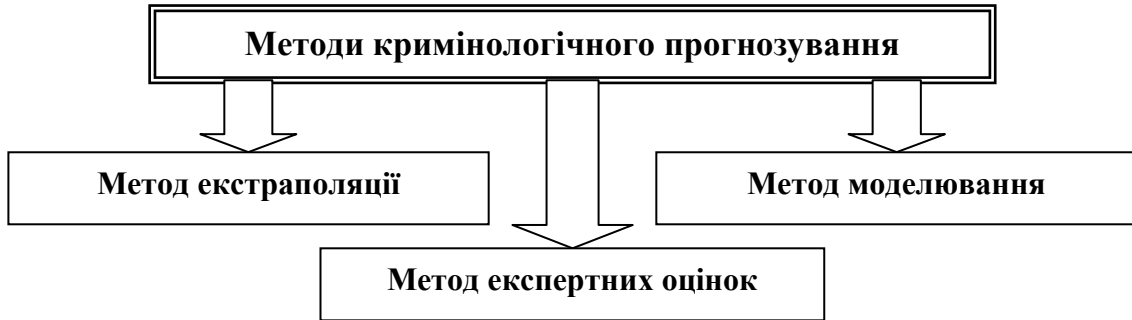 Методи кримінологічного прогнозування
Метод екстраполяції
Метод моделювання
Метод експертних оцінок